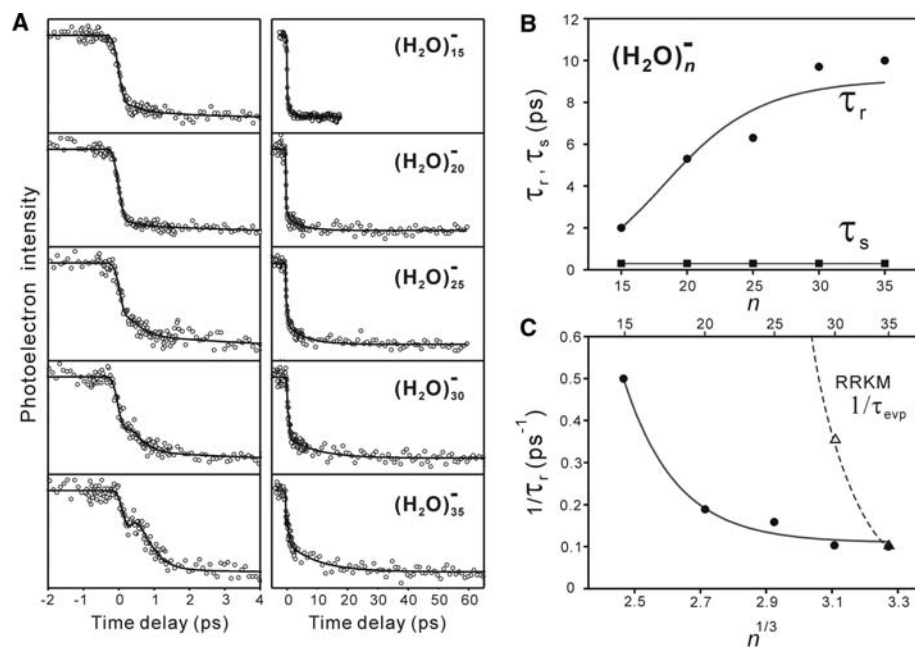 A
(H₂O)⁻₁₅
(H₂O)⁻₂₀
(H₂O)⁻₂₅
(H₂O)⁻₃₀
(H₂O)⁻₃₅
Photoelectron intensity
-2 -1 0 1 2 3 4
Time delay (ps)
0 10 20 30 40 50 60
Time delay (ps)
B
(H₂O)⁻ₙ
τᵣ
τₛ
τᵣ, τₛ (ps)
12
10
8
6
4
2
0
15 20 25 30 35
n
C
15 20 25 30 35
RRKM
1/τₑᵥₚ
1/τᵣ (ps⁻¹)
0.6
0.5
0.4
0.3
0.2
0.1
0.0
2.5 2.7 2.9 3.1 3.3
n¹/³